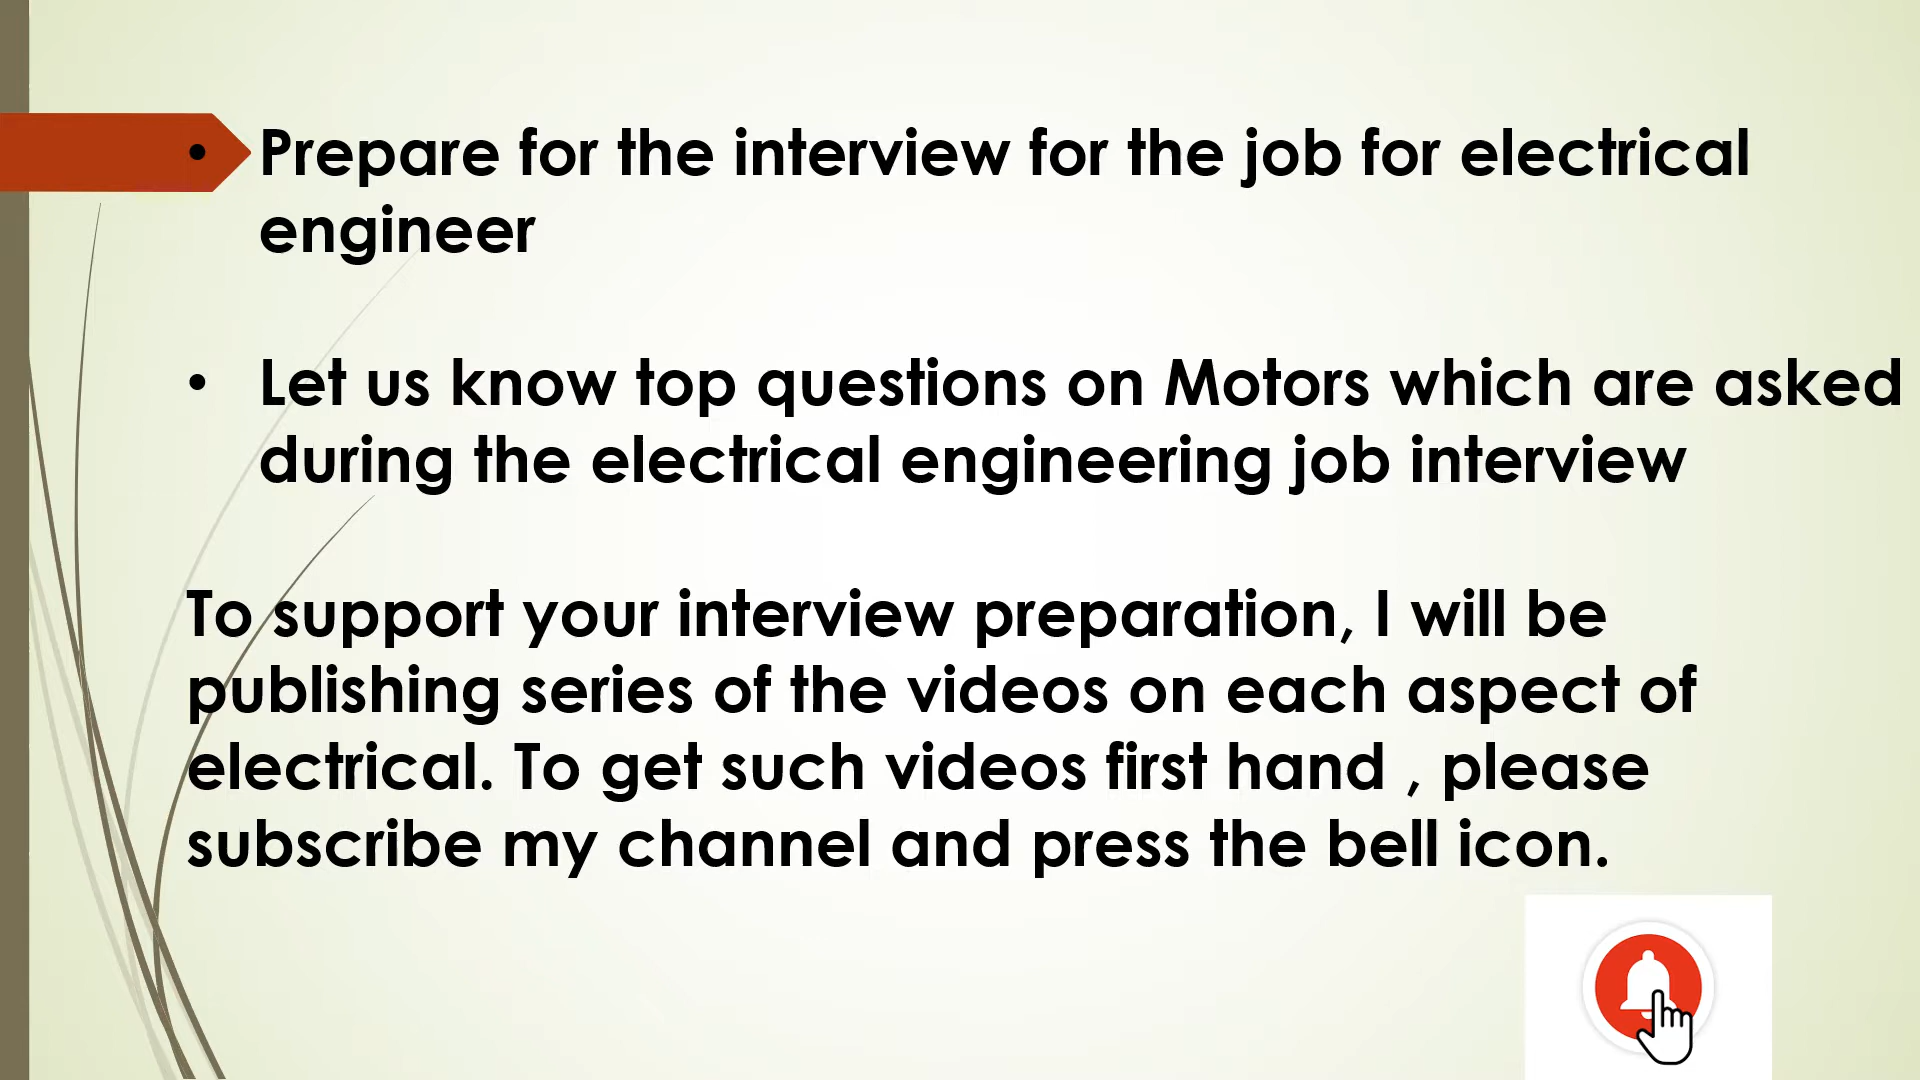 • Prepare for the interview for the job for electrical
engineer
• Let us know top questions on Motors which are asked
during the electrical engineering job interview
To support your interview preparation, I will be
publishing series of the videos on each aspect of
electrical. To get such videos first hand , please
subscribe my channel and press the bell icon.